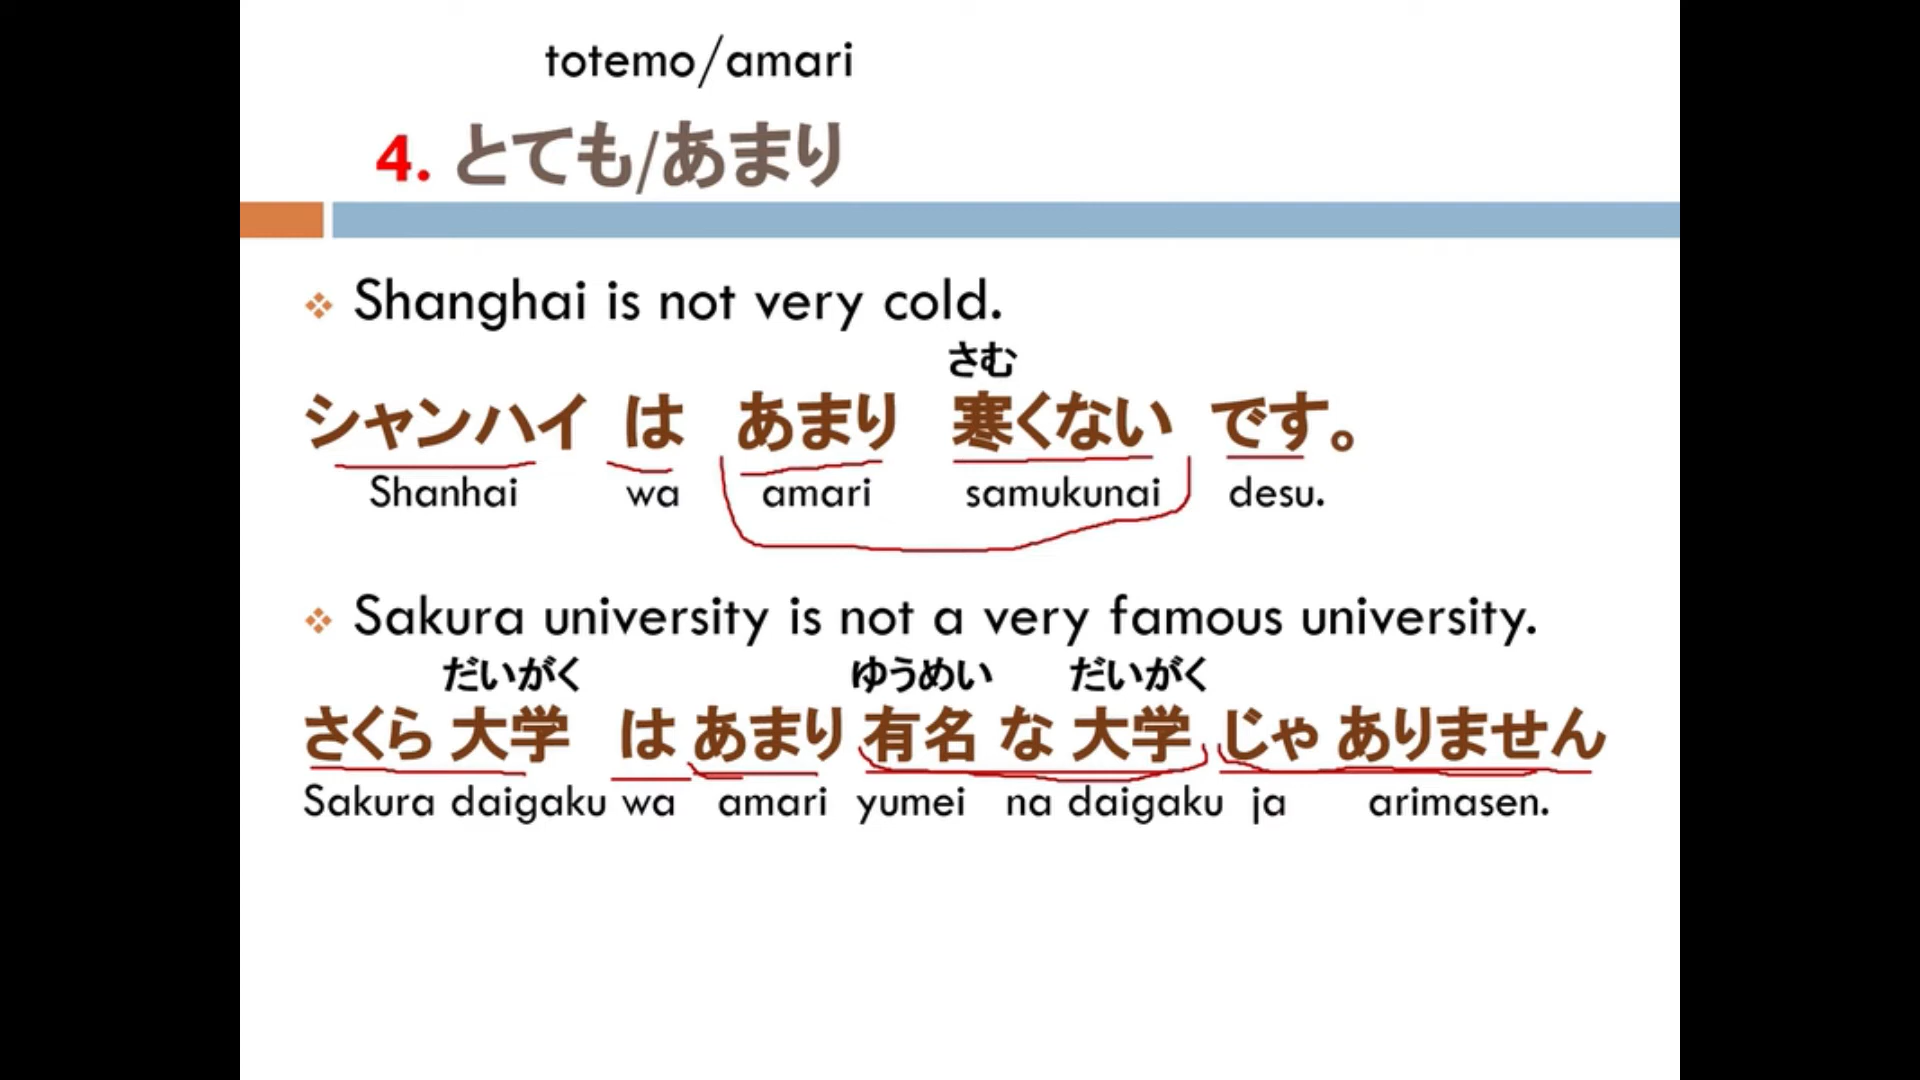 totemo/amari
4. とても/あまり
Shanghai is not very cold.
さむ
シャンハイ は あまり 寒くない です。
Shanhai wa amari samukunai desu.
Sakura university is not a very famous university.
だいがく ゆうめい だいがく
さくら 大学 は あまり 有名 な 大学 じゃ ありません
Sakura daigaku wa amari yumei na daigaku ja arimasen.